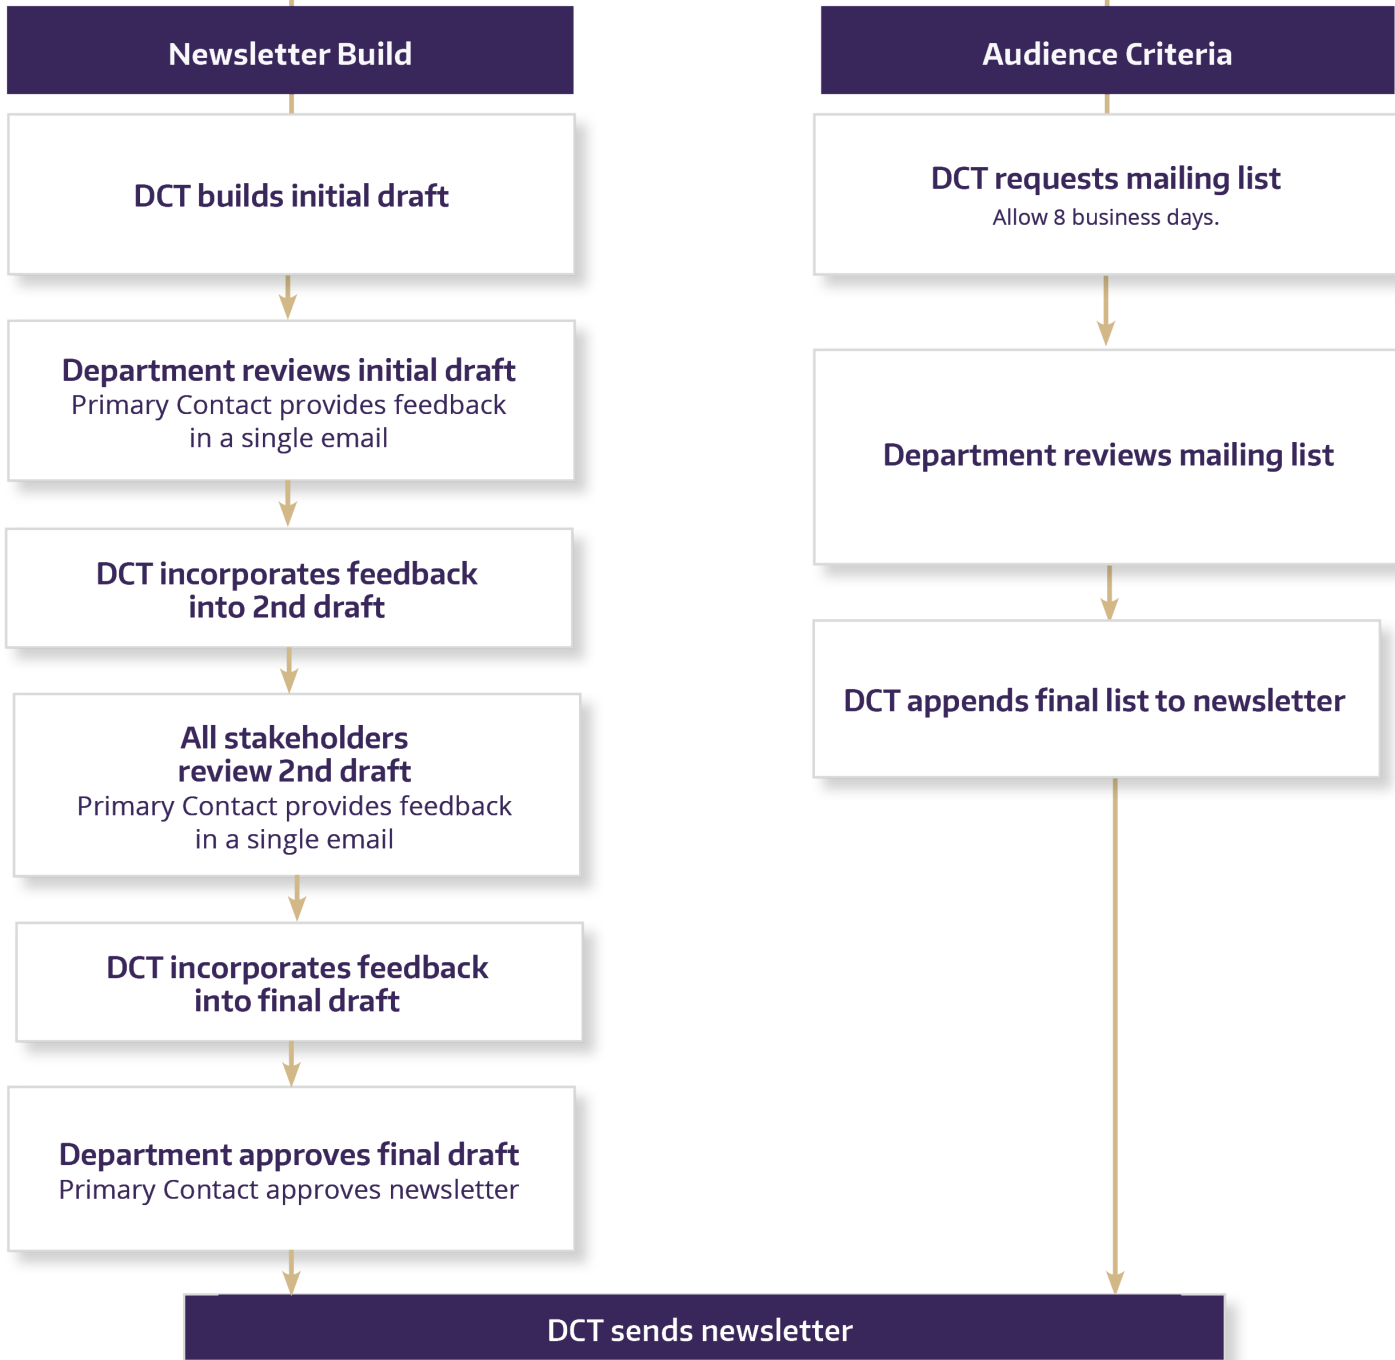 Newsletter Build
DCT builds initial draft
Department reviews initial draft
Primary Contact provides feedback
in a single email
DCT incorporates feedback
into 2nd draft
All stakeholders
review 2nd draft
Primary Contact provides feedback
in a single email
DCT incorporates feedback
into final draft
Department approves final draft
Primary Contact approves newsletter
Audience Criteria
DCT requests mailing list
Allow 8 business days.
Department reviews mailing list
DCT appends final list to newsletter
DCT sends newsletter